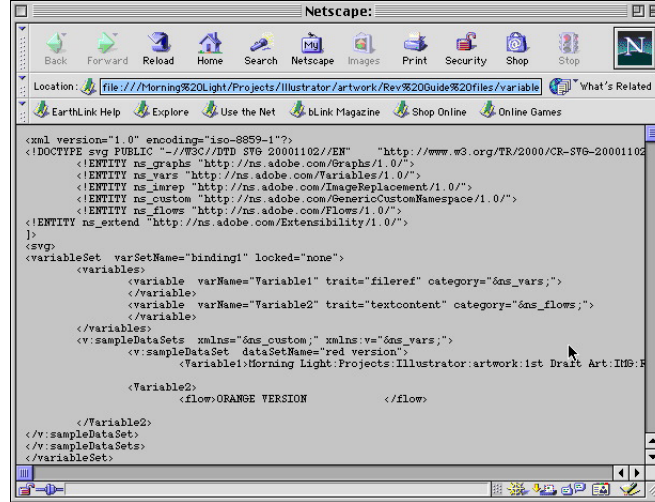 Netscape:
Back Forward Reload Home Search Netscape Images Print Security Shop Stop
My
N
Location: file:///Morning%20Light/Projects/Illustrator/artwork/Rev%20Guide%20files/variable What's Related
EarthLink Help Explore Use the Net bLink Magazine Shop Online Online Games
<xml version="1.0" encoding="iso-8859-1"?>
<!DOCTYPE svg PUBLIC "-//W3C//DTD SVG 20001102//EN" "http://www.w3.org/TR/2000/CR-SVG-20001102
<!ENTITY ns_graphs "http://ns.adobe.com/Graphs/1.0/">
<!ENTITY ns_vars "http://ns.adobe.com/Variables/1.0/">
<!ENTITY ns_imrep "http://ns.adobe.com/ImageReplacement/1.0/">
<!ENTITY ns_custom "http://ns.adobe.com/GenericCustomNamespace/1.0/">
<!ENTITY ns_flows "http://ns.adobe.com/Flows/1.0/">
<!ENTITY ns_extend "http://ns.adobe.com/Extensibility/1.0/">
]>
<svg>
<variableSet varSetName="binding1" locked="none">
<variables>
<variable varName="Variable1" trait="fileref" category="&ns_vars;">
</variable>
<variable varName="Variable2" trait="textcontent" category="&ns_flows;">
</variable>
</variables>
<v:sampleDataSets xmlns="&ns_custom;" xmlns:v="&ns_vars;">
<v:sampleDataSet dataSetName="red version">
<Variable1>Morning Light:Projects:Illustrator:artwork:1st Draft Art:IMG:R
<Variable2>
<flow>ORANGE VERSION </flow>
</Variable2>
</v:sampleDataSet>
</v:sampleDataSets>
</variableSet>